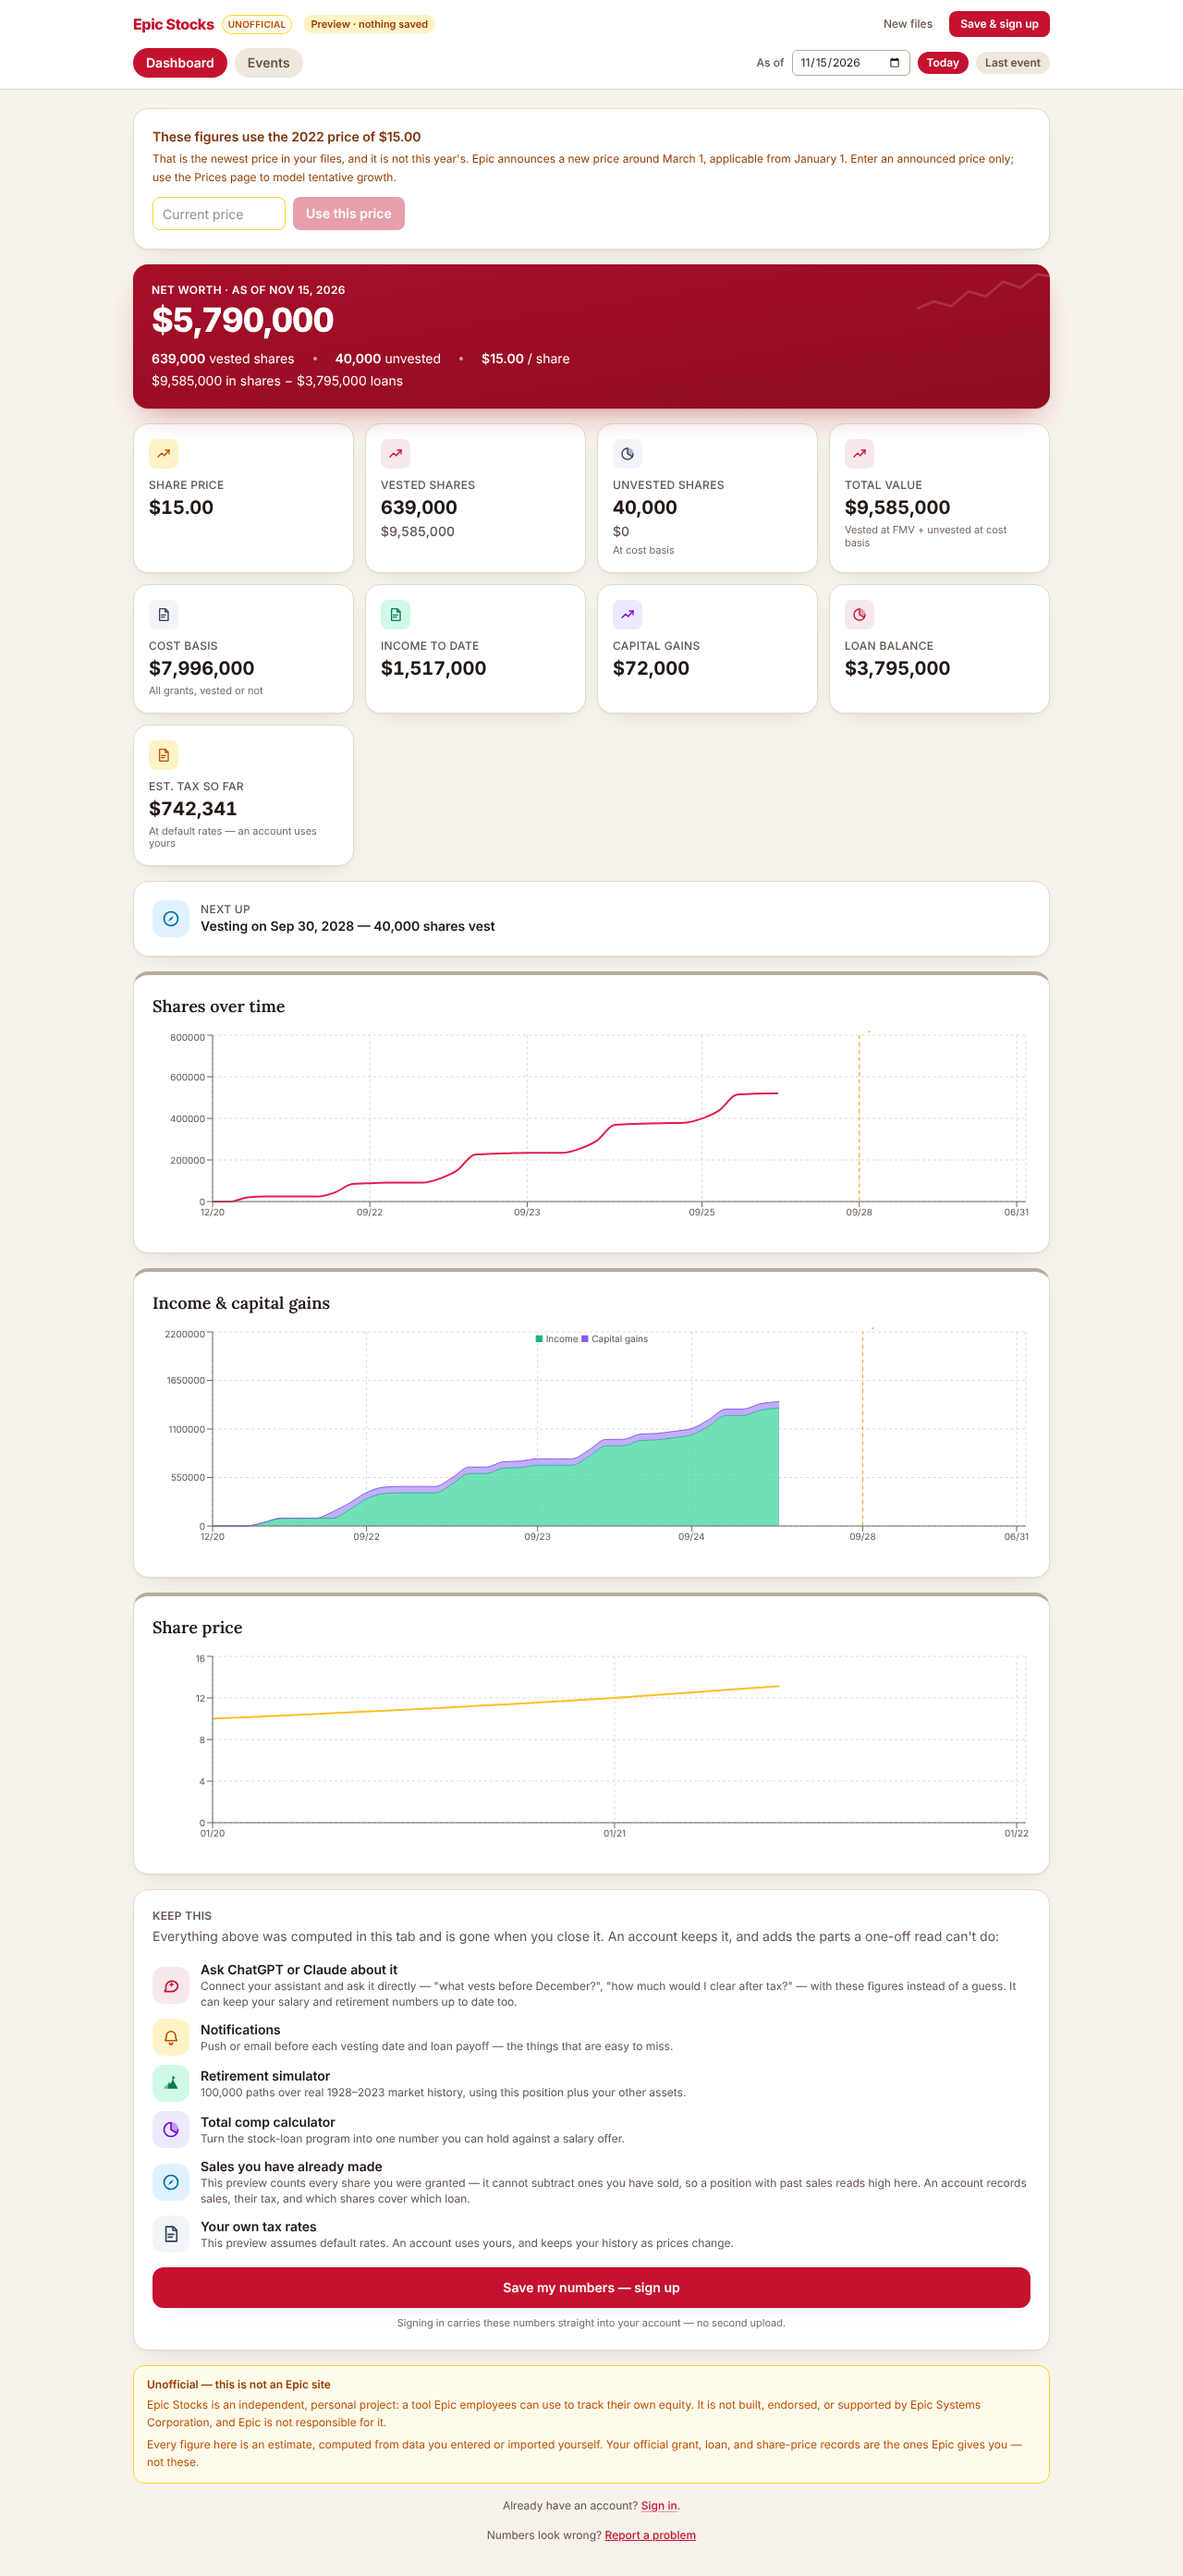 Epic Stocks UNOFFICIAL Preview · nothing saved New files Save & sign up
Dashboard Events As of 11/15/2026 Today Last event
These figures use the 2022 price of $15.00
That is the newest price in your files, and it is not this year's. Epic announces a new price around March 1, applicable from January 1. Enter an announced price only;
use the Prices page to model tentative growth.
Current price Use this price
NET WORTH · AS OF NOV 15, 2026
$5,790,000
639,000 vested shares • 40,000 unvested • $15.00 / share
$9,585,000 in shares − $3,795,000 loans
SHARE PRICE
$15.00
VESTED SHARES
639,000
$9,585,000
UNVESTED SHARES
40,000
$0
At cost basis
TOTAL VALUE
$9,585,000
Vested at FMV + unvested at cost
basis
COST BASIS
$7,996,000
All grants, vested or not
INCOME TO DATE
$1,517,000
CAPITAL GAINS
$72,000
LOAN BALANCE
$3,795,000
EST. TAX SO FAR
$742,341
At default rates — an account uses
yours
NEXT UP
Vesting on Sep 30, 2028 — 40,000 shares vest
Shares over time
800000
600000
400000
200000
0
12/20 09/22 09/23 09/25 09/28 06/31
Income & capital gains
2200000
Income Capital gains
1650000
1100000
550000
0
12/20 09/22 09/23 09/24 09/28 06/31
Share price
16
12
8
4
0
01/20 01/21 01/22
KEEP THIS
Everything above was computed in this tab and is gone when you close it. An account keeps it, and adds the parts a one-off read can't do:
Ask ChatGPT or Claude about it
Connect your assistant and ask it directly — "what vests before December?", "how much would I clear after tax?" — with these figures instead of a guess. It
can keep your salary and retirement numbers up to date too.
Notifications
Push or email before each vesting date and loan payoff — the things that are easy to miss.
Retirement simulator
100,000 paths over real 1928–2023 market history, using this position plus your other assets.
Total comp calculator
Turn the stock-loan program into one number you can hold against a salary offer.
Sales you have already made
This preview counts every share you were granted — it cannot subtract ones you have sold, so a position with past sales reads high here. An account records
sales, their tax, and which shares cover which loan.
Your own tax rates
This preview assumes default rates. An account uses yours, and keeps your history as prices change.
Save my numbers — sign up
Signing in carries these numbers straight into your account — no second upload.
Unofficial — this is not an Epic site
Epic Stocks is an independent, personal project: a tool Epic employees can use to track their own equity. It is not built, endorsed, or supported by Epic Systems
Corporation, and Epic is not responsible for it.
Every figure here is an estimate, computed from data you entered or imported yourself. Your official grant, loan, and share-price records are the ones Epic gives you —
not these.
Already have an account? Sign in.
Numbers look wrong? Report a problem